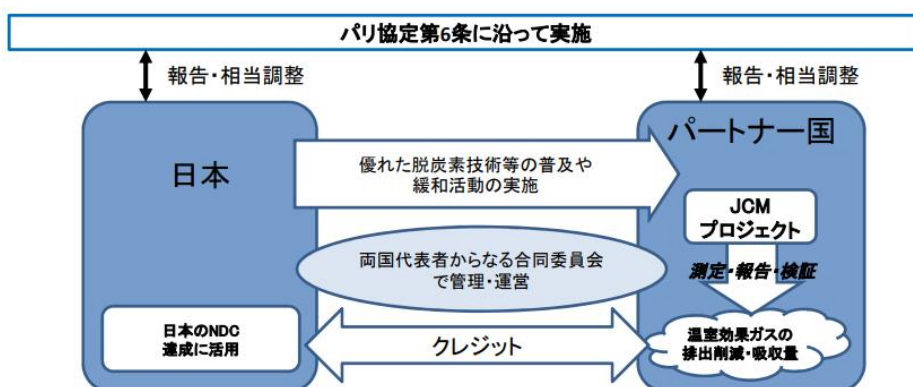 パリ協定第6条に沿って実施
報告・相当調整
報告・相当調整
日本
パートナー国
優れた脱炭素技術等の普及や
緩和活動の実施
JCM
プロジェクト
両国代表者からなる合同委員会
で管理・運営
測定・報告・検証
日本のNDC
達成に活用
クレジット
温室効果ガスの
排出削減・吸収量